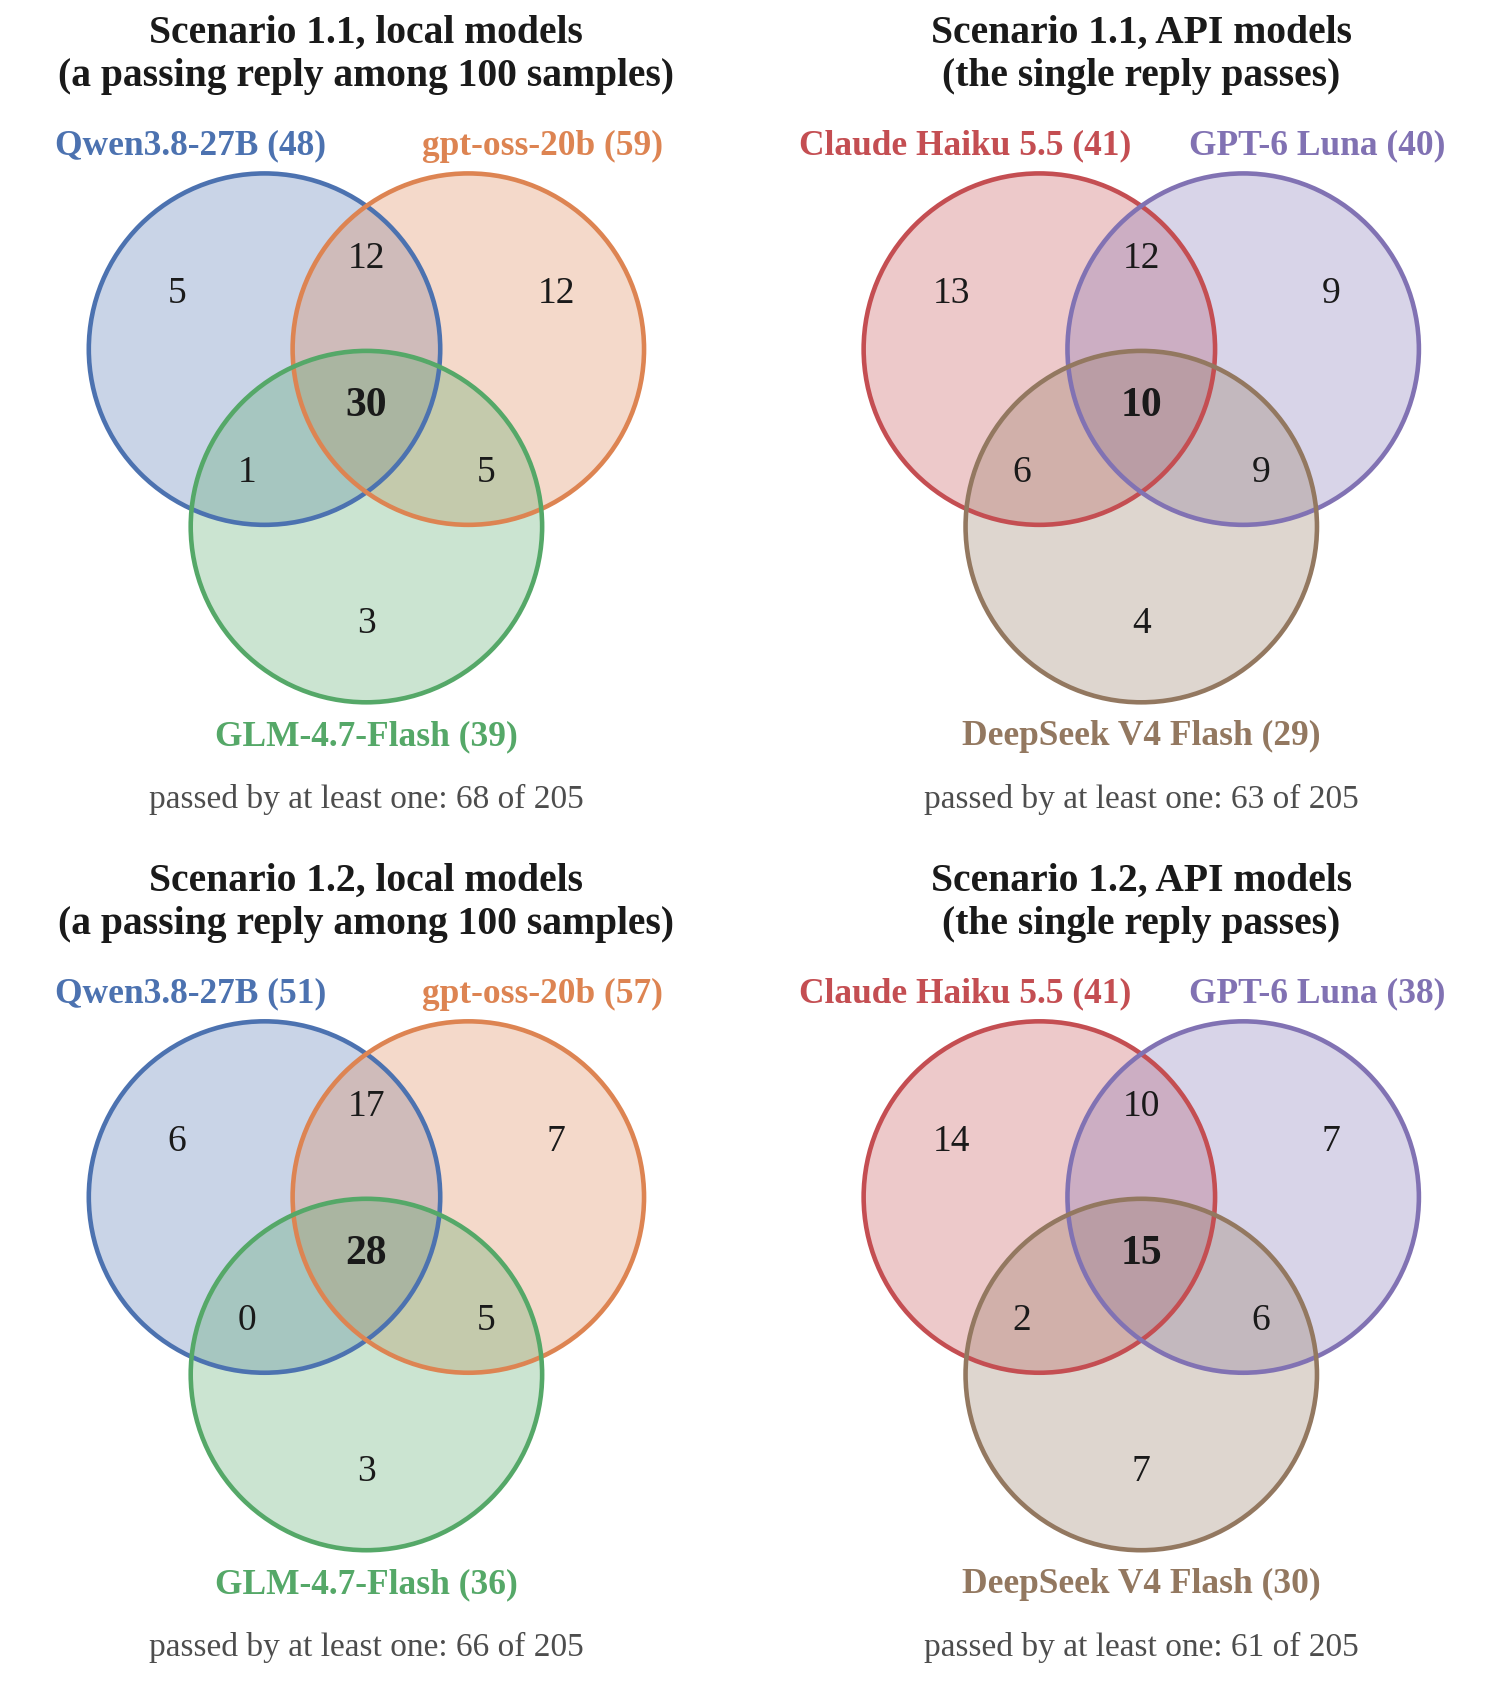 Scenario 1.1, local models
(a passing reply among 100 samples)
Qwen3.8-27B (48)
gpt-oss-20b (59)
12
5
12
30
1
5
3
GLM-4.7-Flash (39)
passed by at least one: 68 of 205
Scenario 1.1, API models
(the single reply passes)
Claude Haiku 5.5 (41)
GPT-6 Luna (40)
12
13
9
10
6
9
4
DeepSeek V4 Flash (29)
passed by at least one: 63 of 205
Scenario 1.2, local models
(a passing reply among 100 samples)
Qwen3.8-27B (51)
gpt-oss-20b (57)
17
6
7
28
0
5
3
GLM-4.7-Flash (36)
passed by at least one: 66 of 205
Scenario 1.2, API models
(the single reply passes)
Claude Haiku 5.5 (41)
GPT-6 Luna (38)
10
14
7
15
2
6
7
DeepSeek V4 Flash (30)
passed by at least one: 61 of 205